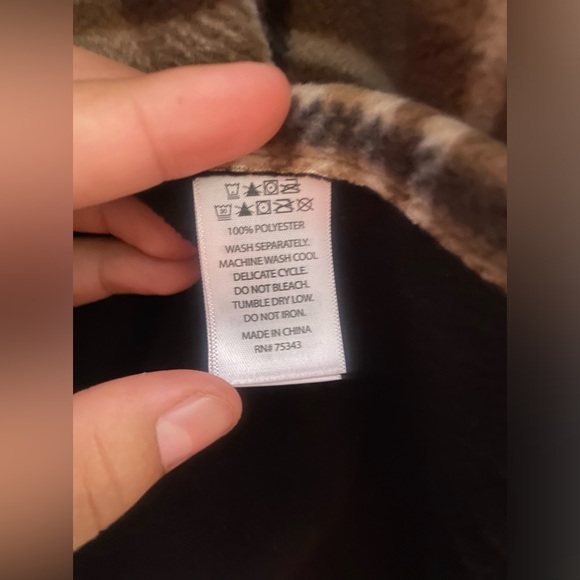 100% POLYESTER
WASH SEPARATELY.
MACHINE WASH COOL
DELICATE CYCLE.
DO NOT BLEACH.
TUMBLE DRY LOW.
DO NOT IRON.
MADE IN CHINA
RN# 75343